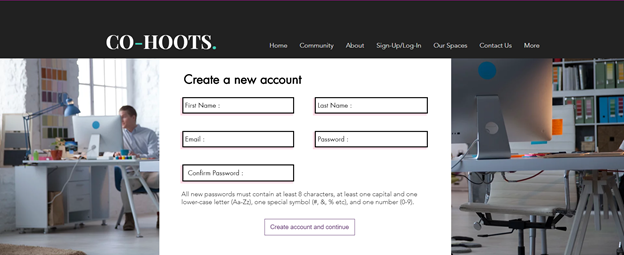 CO-HOOTS.
Home Community About Sign-Up/Log-In Our Spaces Contact Us More
Create a new account
First Name :
Last Name :
Email :
Password :
Confirm Password :
All new passwords must contain at least 8 characters, at least one capital and one
lower-case letter (Aa-Zz), one special symbol (#, &, % etc), and one number (0-9).
Create account and continue